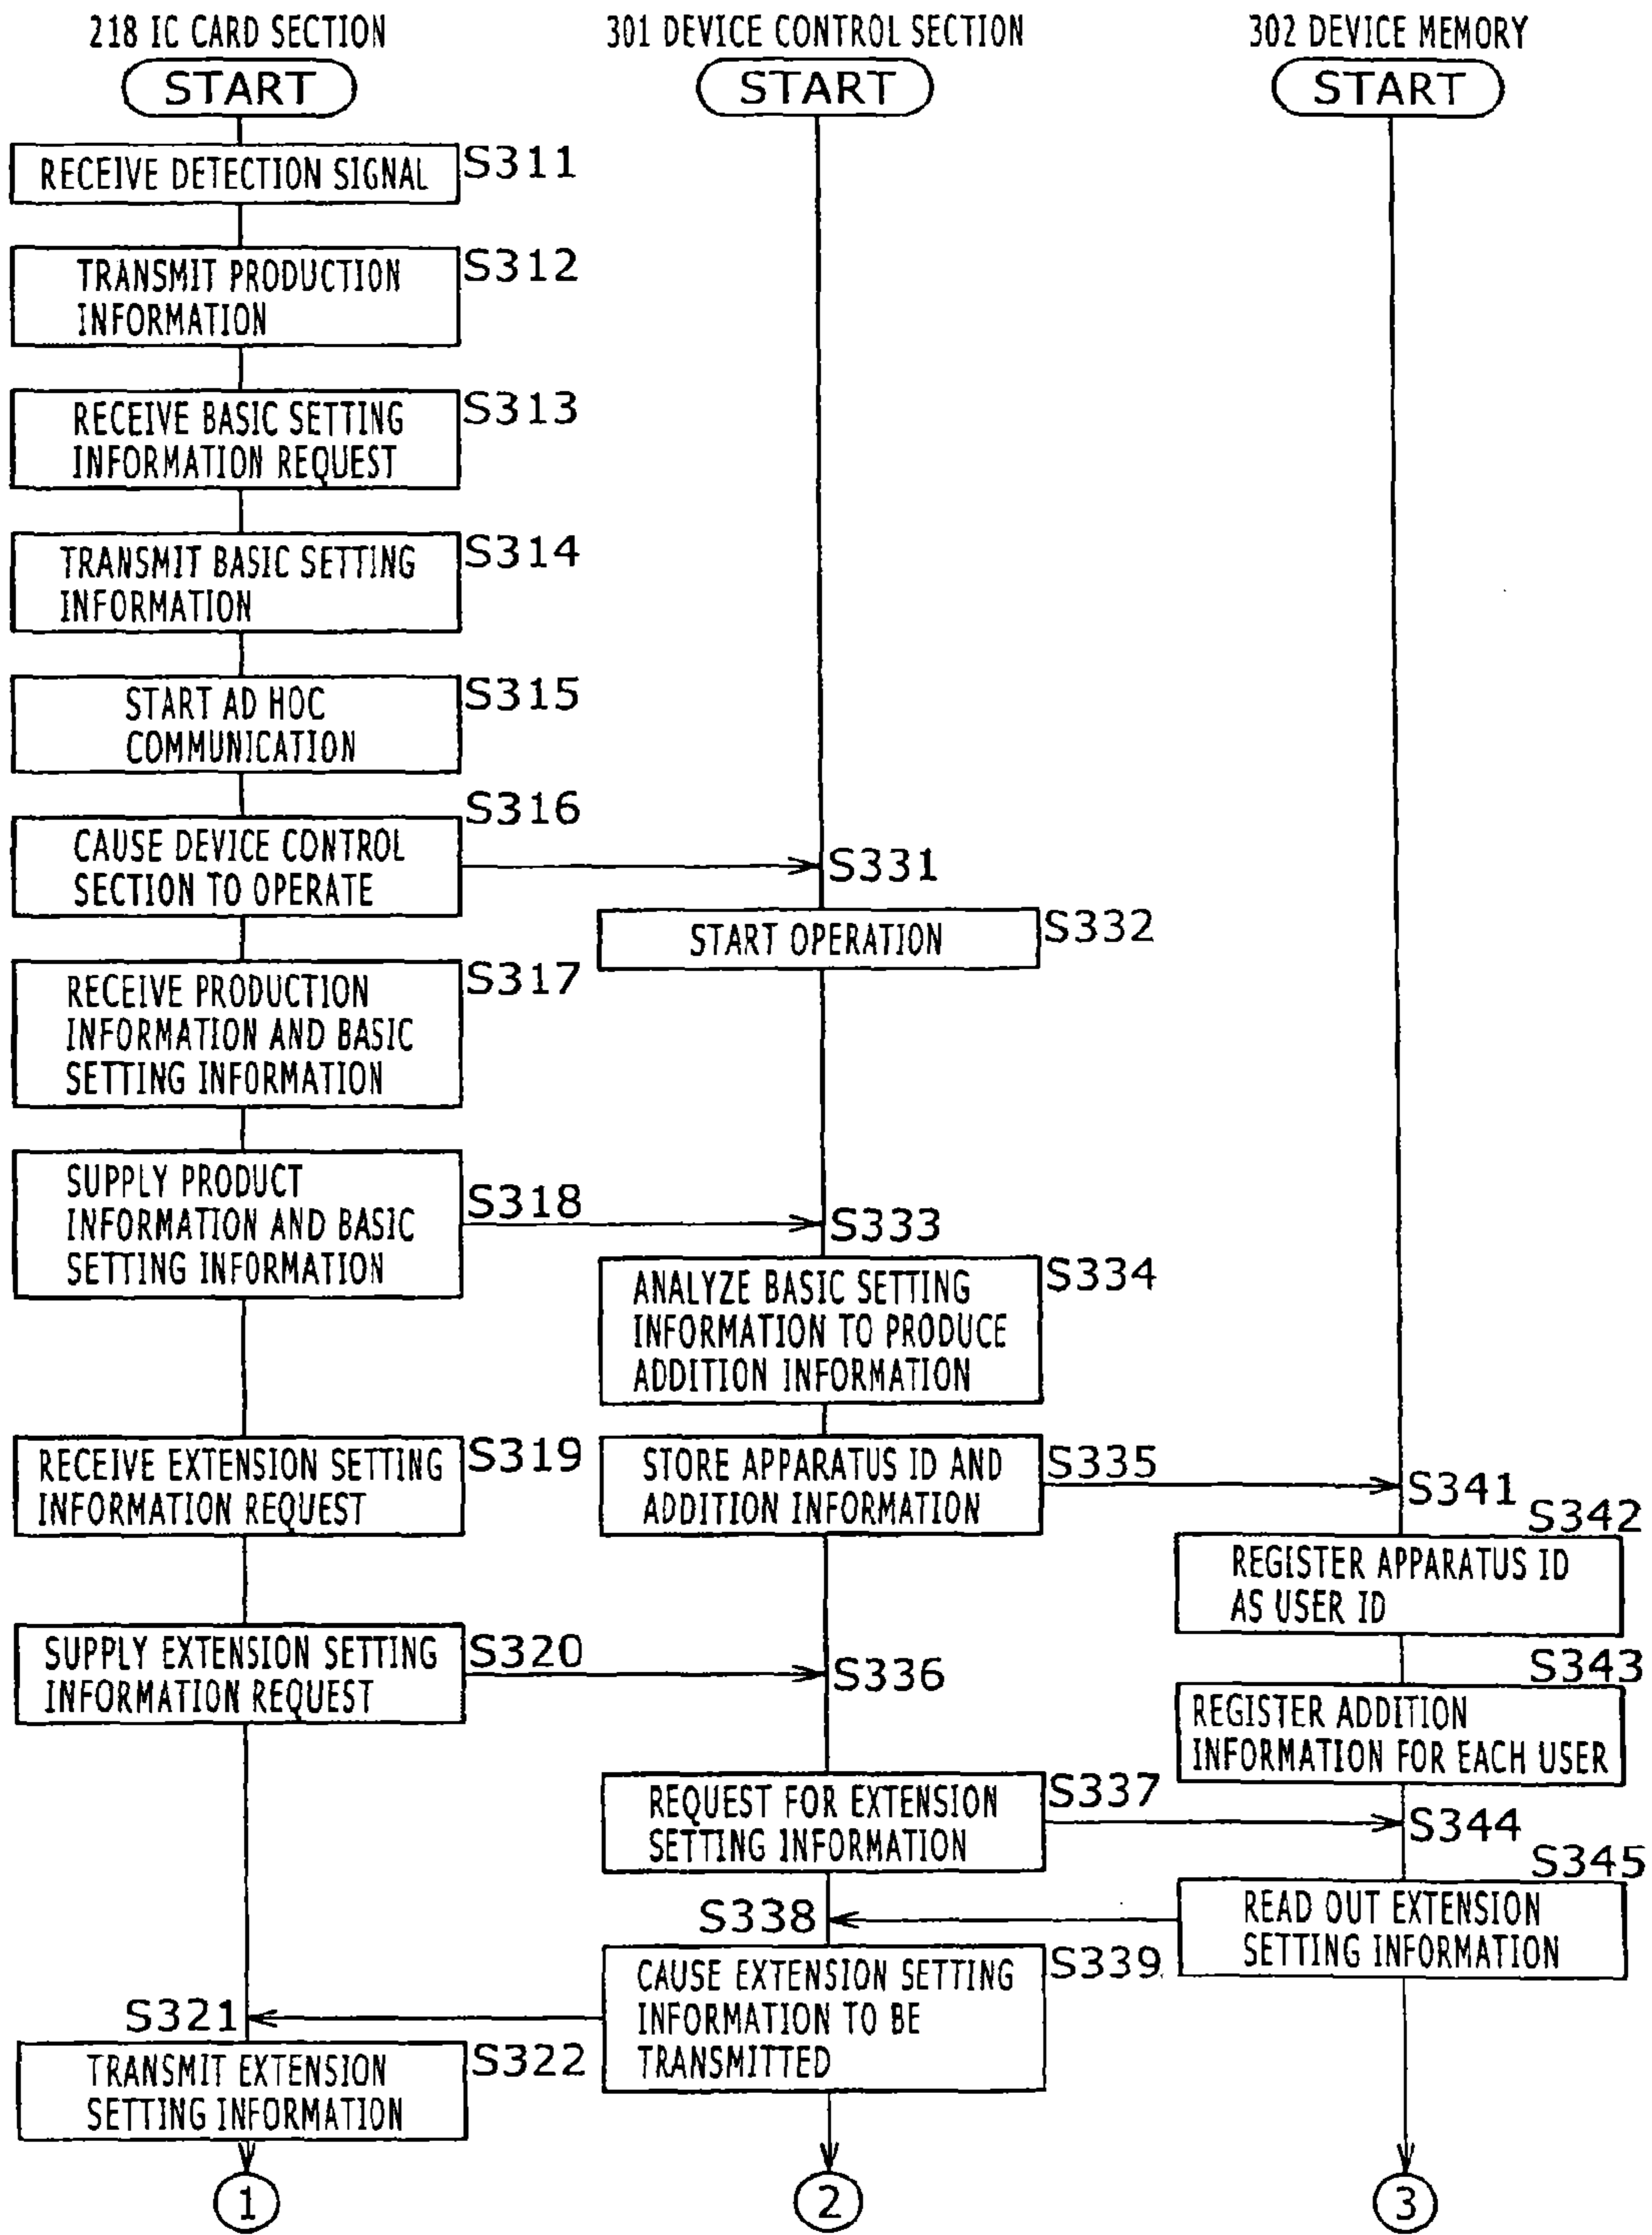 218 IC CARD SECTION
301 DEVICE CONTROL SECTION
302 DEVICE MEMORY
START
START
START
RECEIVE DETECTION SIGNAL
S311
TRANSMIT PRODUCTION
INFORMATION
S312
RECEIVE BASIC SETTING
INFORMATION REQUEST
S313
TRANSMIT BASIC SETTING
INFORMATION
S314
START AD HOC
COMMUNICATION
S315
CAUSE DEVICE CONTROL
SECTION TO OPERATE
S316
S331
START OPERATION
S332
RECEIVE PRODUCTION
INFORMATION AND BASIC
SETTING INFORMATION
S317
SUPPLY PRODUCT
INFORMATION AND BASIC
SETTING INFORMATION
S318
S333
ANALYZE BASIC SETTING
INFORMATION TO PRODUCE
ADDITION INFORMATION
S334
RECEIVE EXTENSION SETTING
INFORMATION REQUEST
S319
STORE APPARATUS ID AND
ADDITION INFORMATION
S335
S341
S342
REGISTER APPARATUS ID
AS USER ID
SUPPLY EXTENSION SETTING
INFORMATION REQUEST
S320
S336
S343
REGISTER ADDITION
INFORMATION FOR EACH USER
REQUEST FOR EXTENSION
SETTING INFORMATION
S337
S344
S345
READ OUT EXTENSION
SETTING INFORMATION
S338
CAUSE EXTENSION SETTING
INFORMATION TO BE
TRANSMITTED
S339
S321
TRANSMIT EXTENSION
SETTING INFORMATION
S322
1
2
3